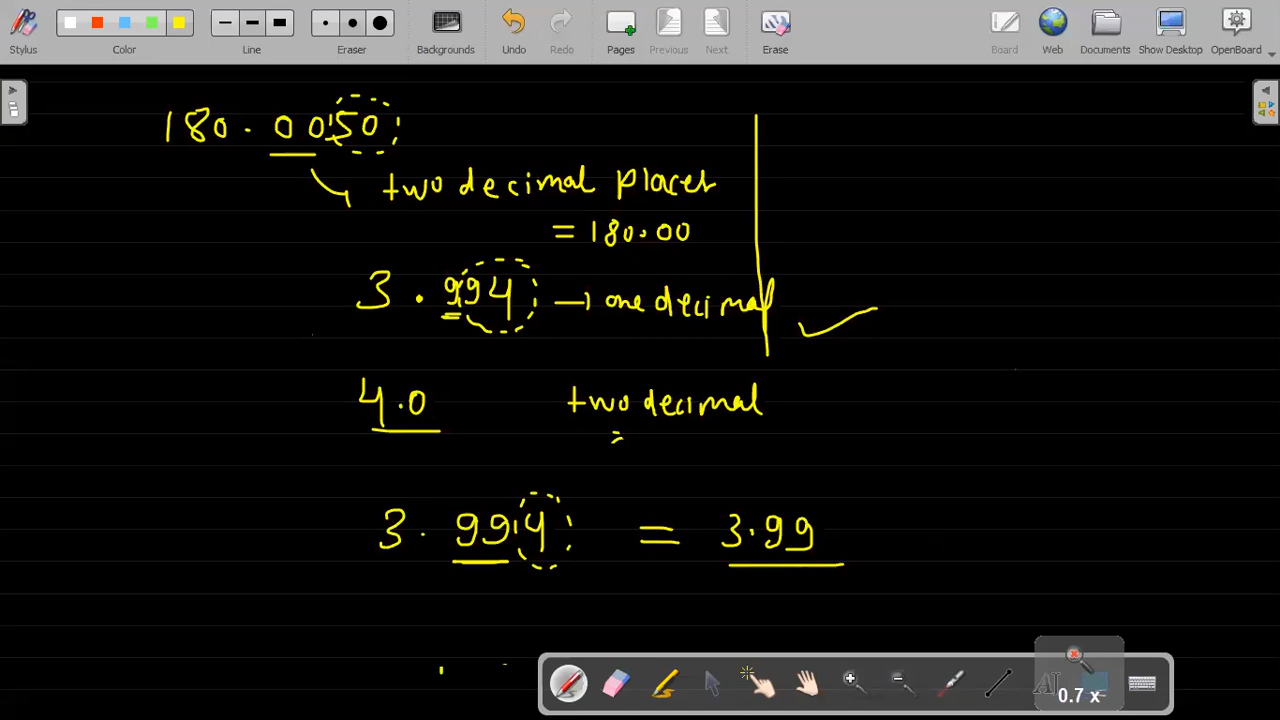 Stylus Color Line Eraser Backgrounds Undo Redo Pages Previous Next Erase Board Web Documents Show Desktop OpenBoard
180.0050
two decimal places
= 180.00
3.994 → one decimal
4.0 two decimal
=
3.994 = 3.99
0.7 x